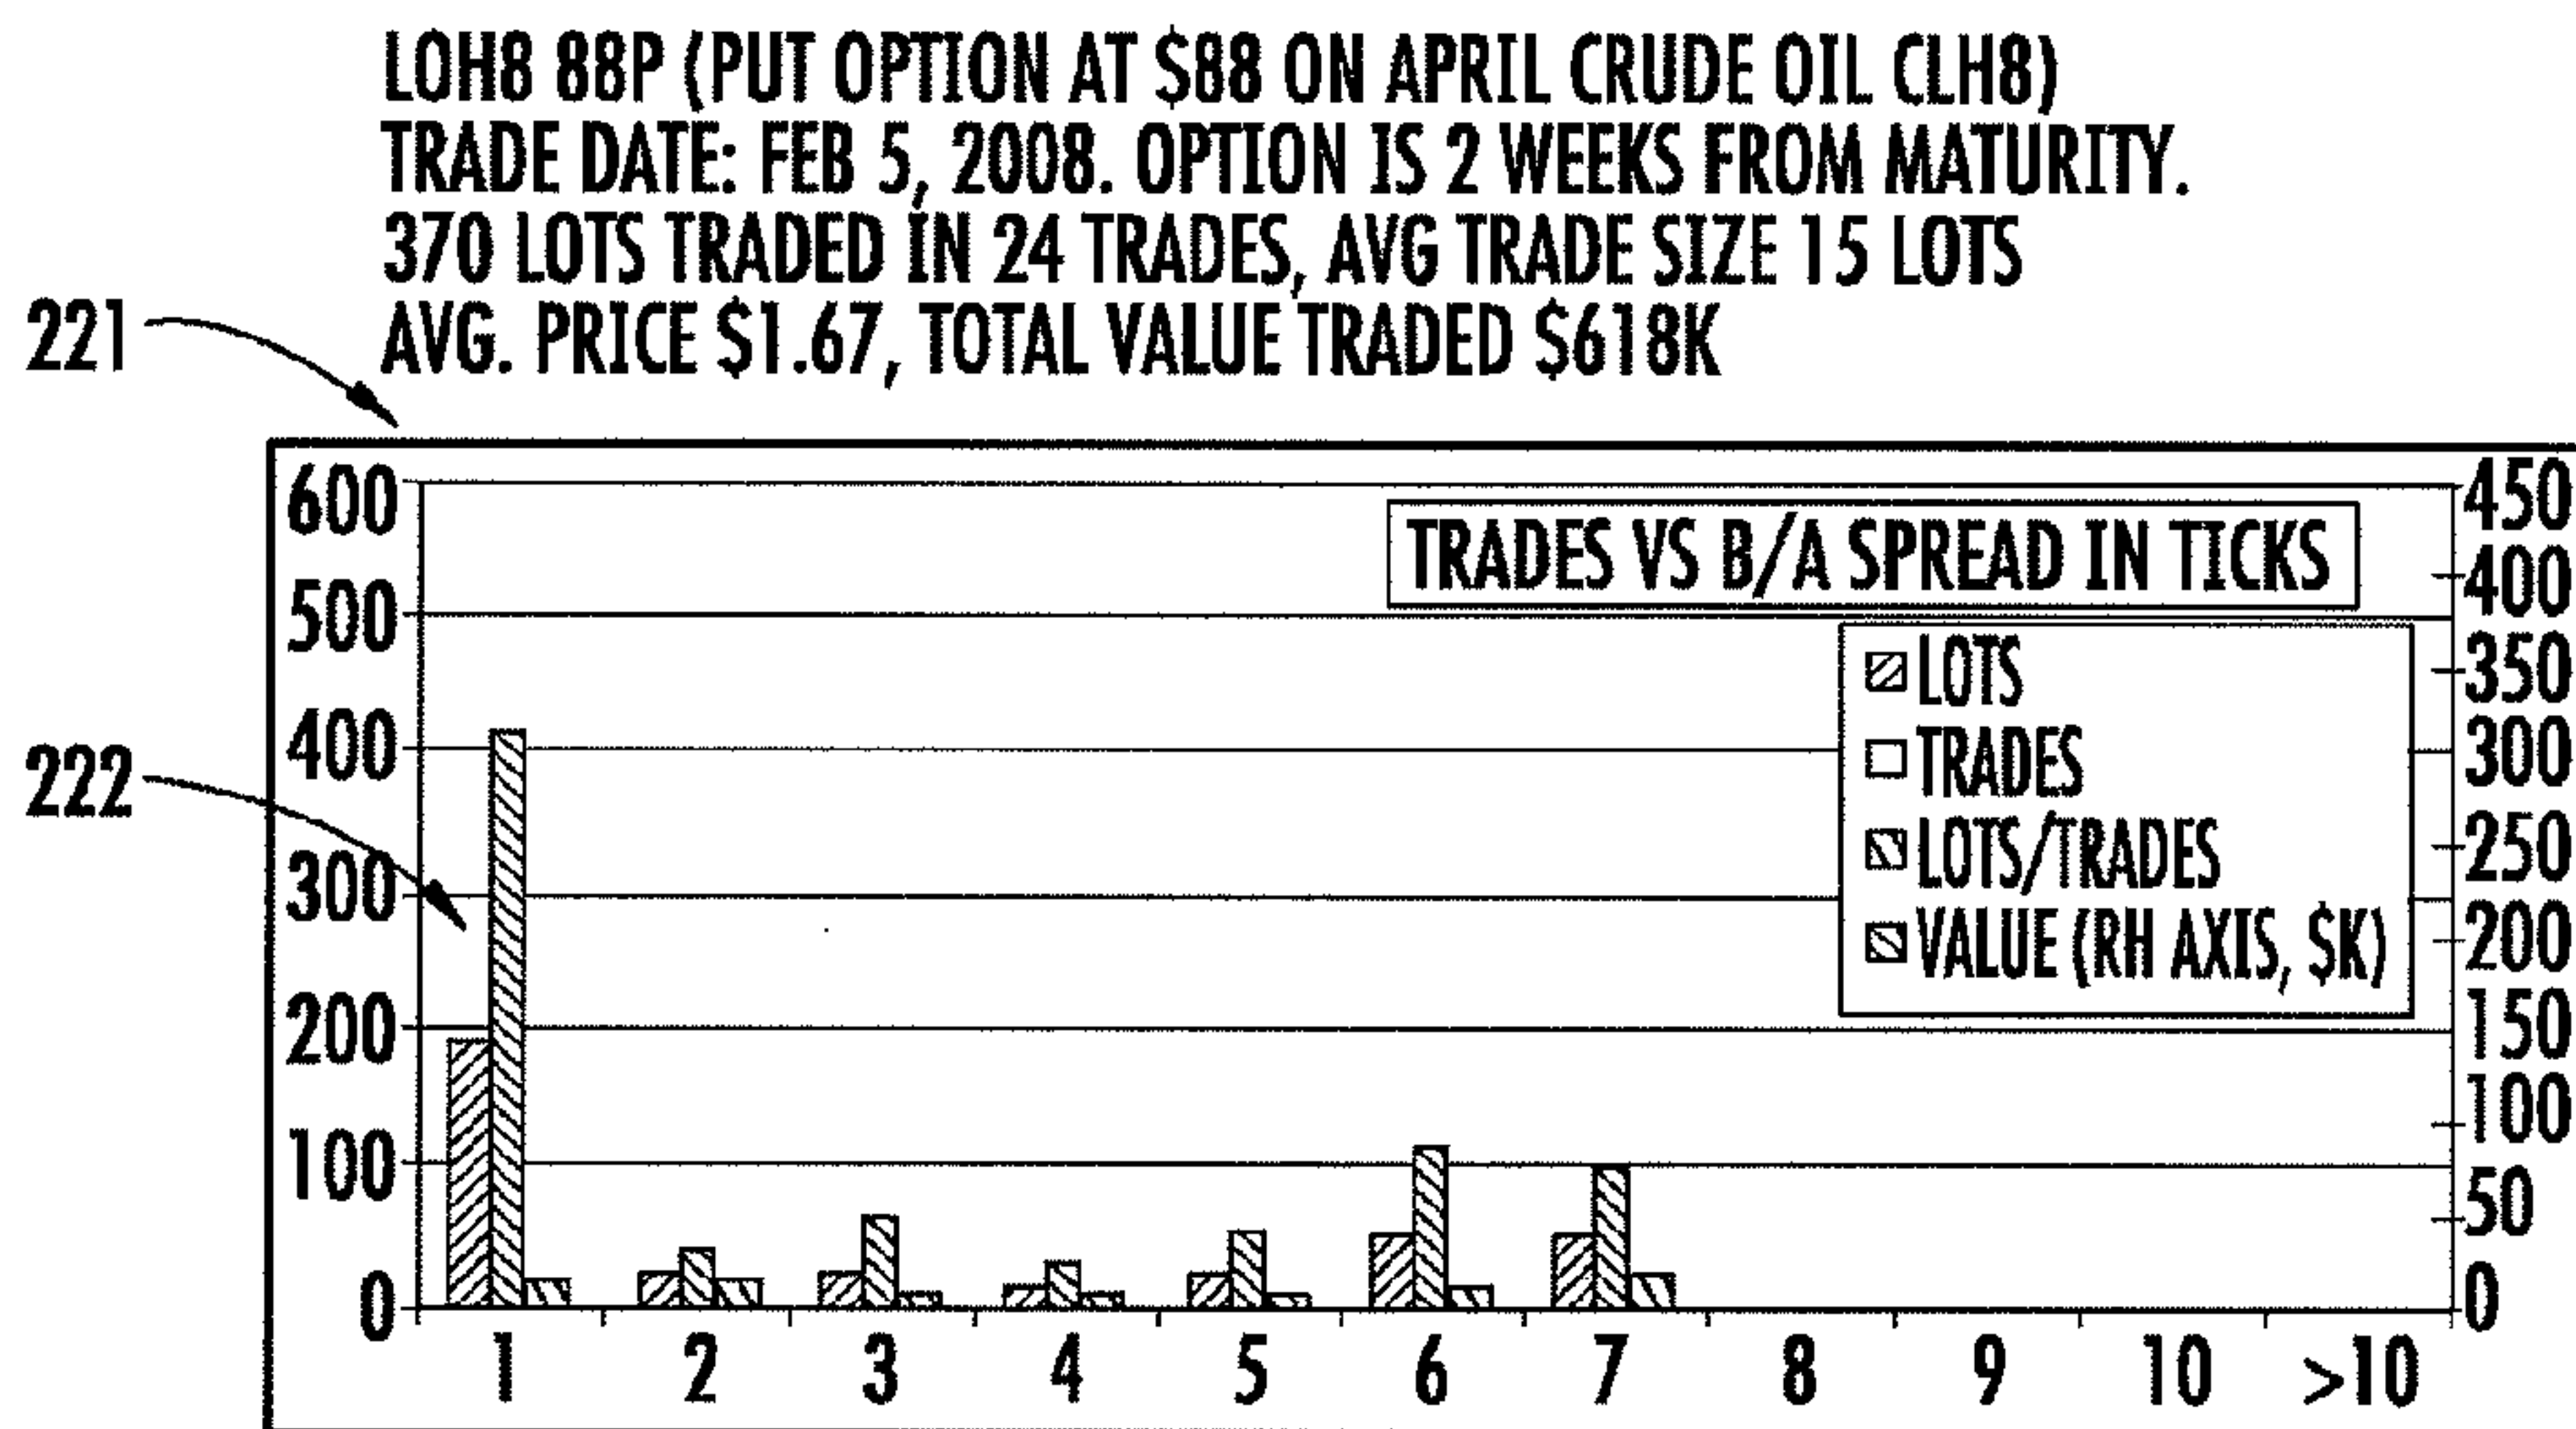 LOH8 88P (PUT OPTION AT $88 ON APRIL CRUDE OIL CLH8)
TRADE DATE: FEB 5, 2008. OPTION IS 2 WEEKS FROM MATURITY.
370 LOTS TRADED IN 24 TRADES, AVG TRADE SIZE 15 LOTS
AVG. PRICE $1.67, TOTAL VALUE TRADED $618K
221
222
TRADES VS B/A SPREAD IN TICKS
LOTS
TRADES
LOTS/TRADES
VALUE (RH AXIS, $K)
600
500
400
300
200
100
0
450
400
350
300
250
200
150
100
50
0
1 2 3 4 5 6 7 8 9 10 >10